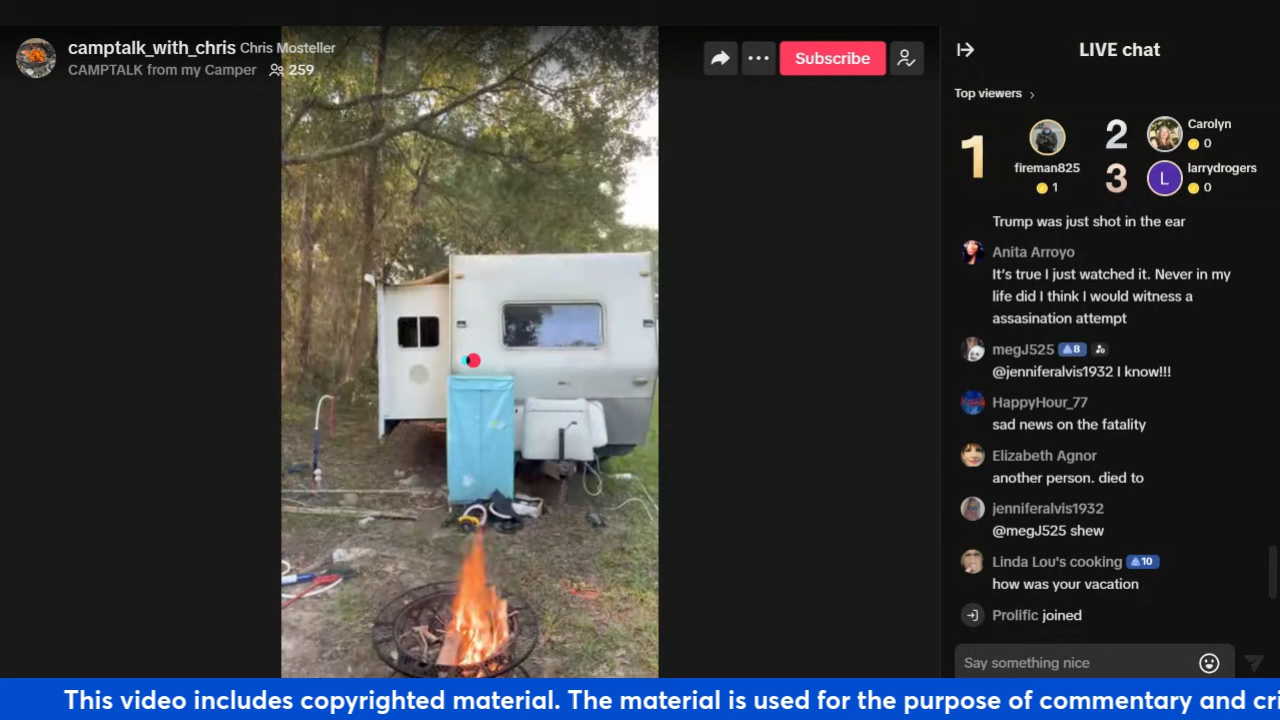 camptalk_with_chris Chris Mosteller
CAMPTALK from my Camper 259
Subscribe
LIVE chat
Top viewers
1
fireman825
1
2
Carolyn
0
3
L
larrydrogers
0
Trump was just shot in the ear
Anita Arroyo
It's true I just watched it. Never in my
life did I think I would witness a
assasination attempt
megJ525 8
@jenniferalvis1932 I know!!!
HappyHour_77
sad news on the fatality
Elizabeth Agnor
another person. died to
jenniferalvis1932
@megJ525 shew
Linda Lou's cooking 10
how was your vacation
Prolific joined
Say something nice
This video includes copyrighted material. The material is used for the purpose of commentary and cri